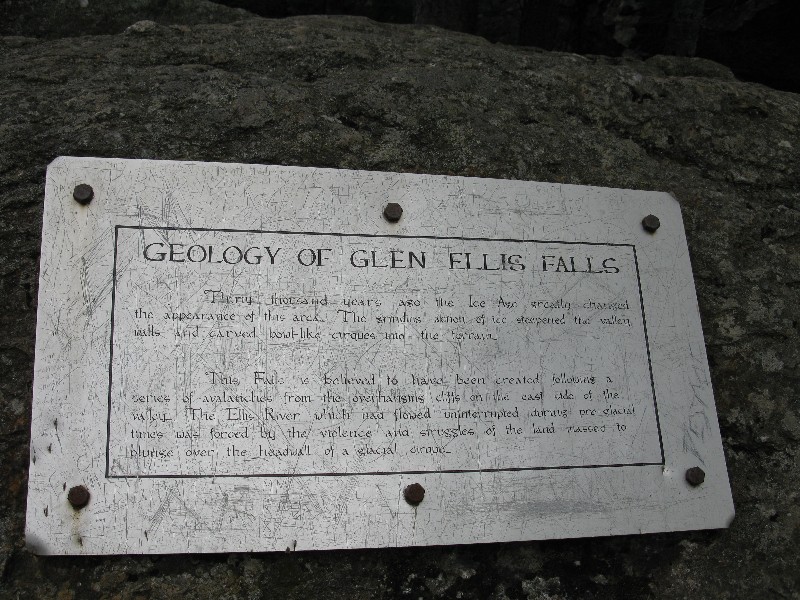 GEOLOGY OF GLEN ELLIS FALLS
Thirty thousand years ago the Ice Age greatly changed
the appearance of this area. The grinding action of ice steepened the valley
walls and carved bowl-like cirques into the terrain.
This Falls is believed to have been created following a
series of avalanches from the overhanging cliffs on the east side of the
valley. The Ellis River which had flowed uninterrupted during pre-glacial
times was forced by the violence and struggles of the land masses to
plunge over the headwall of a glacial cirque.